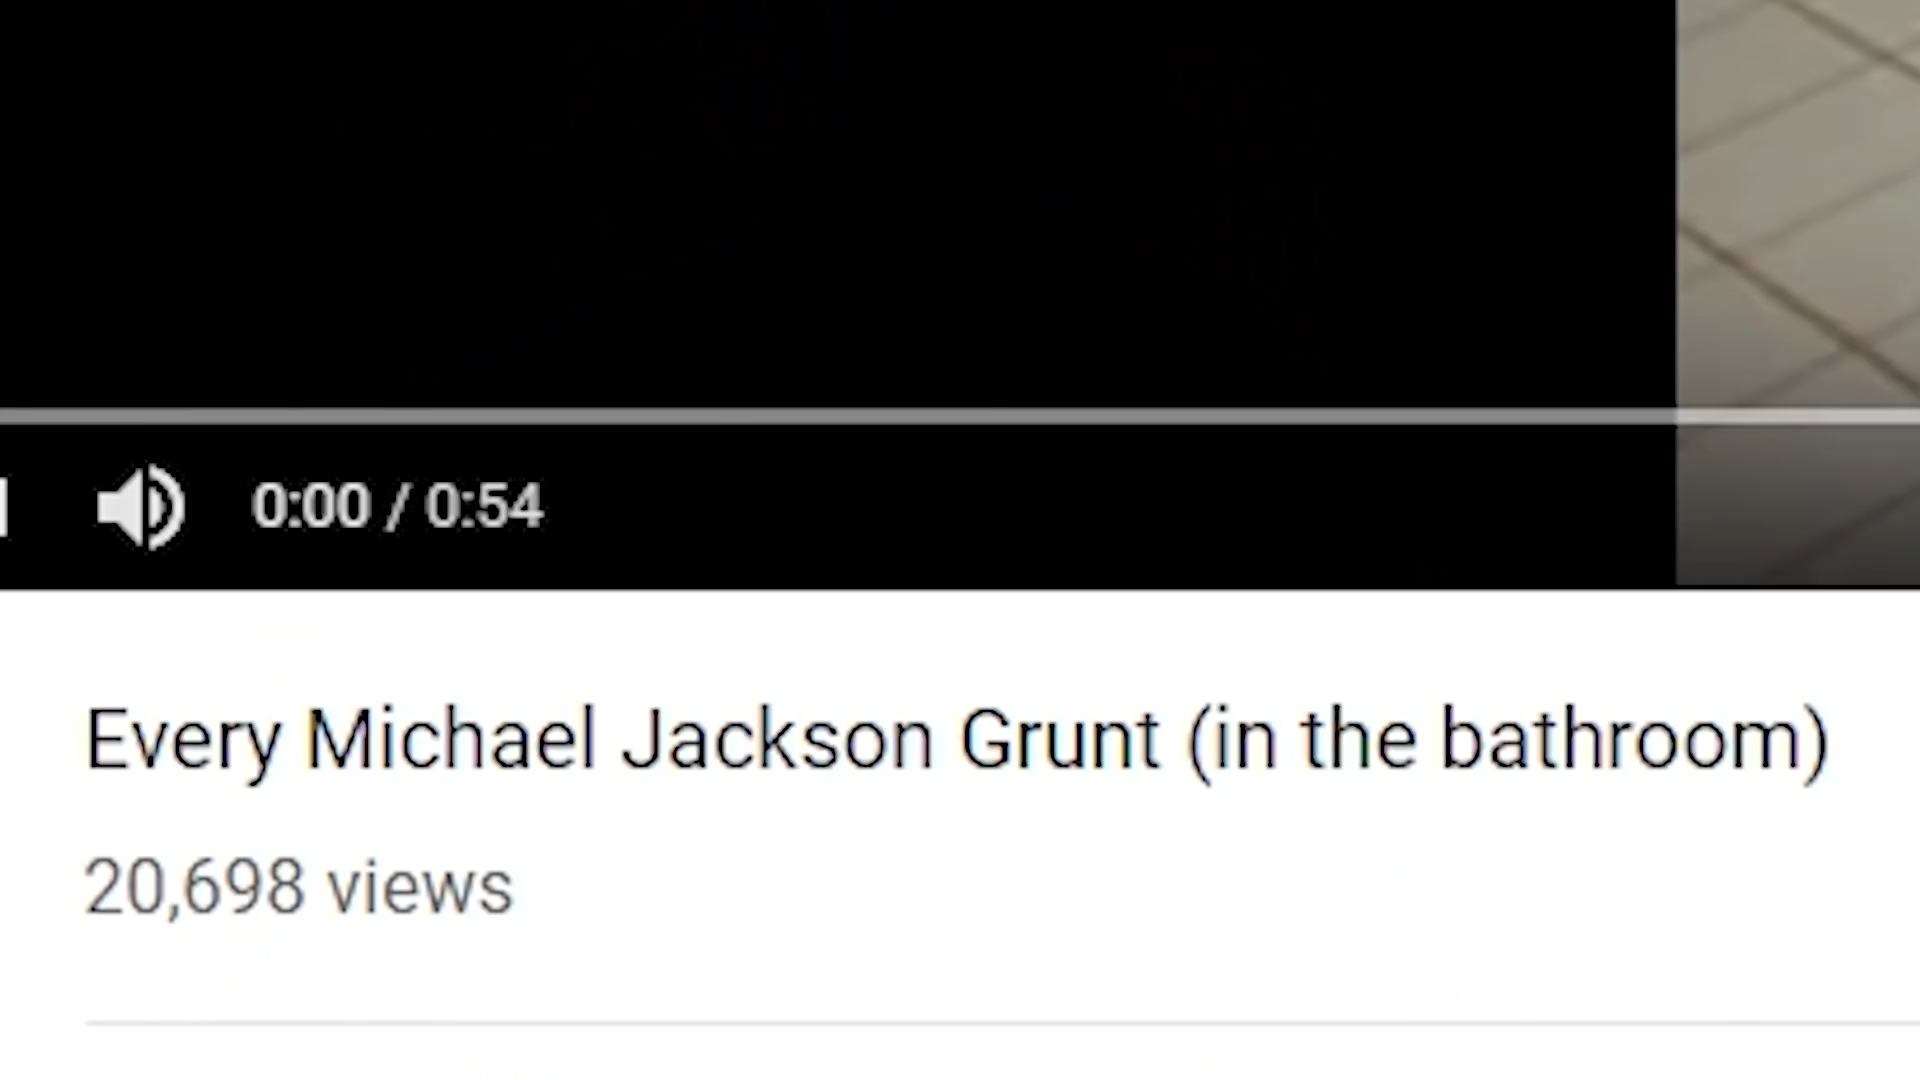 0:00 / 0:54
Every Michael Jackson Grunt (in the bathroom)
20,698 views